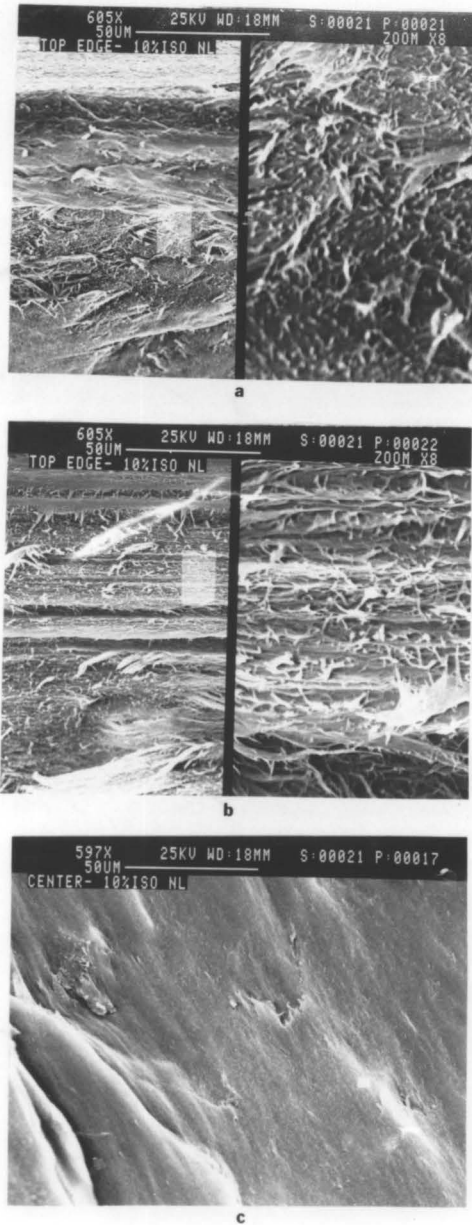 605X 25KV WD:18MM S:00021 P:00021
50UM ZOOM X8
TOP EDGE- 10%ISO NL
a
605X 25KV WD:18MM S:00021 P:00022
50UM ZOOM X8
TOP EDGE- 10%ISO NL
b
597X 25KV WD:18MM S:00021 P:00017
50UM
CENTER- 10%ISO NL
c